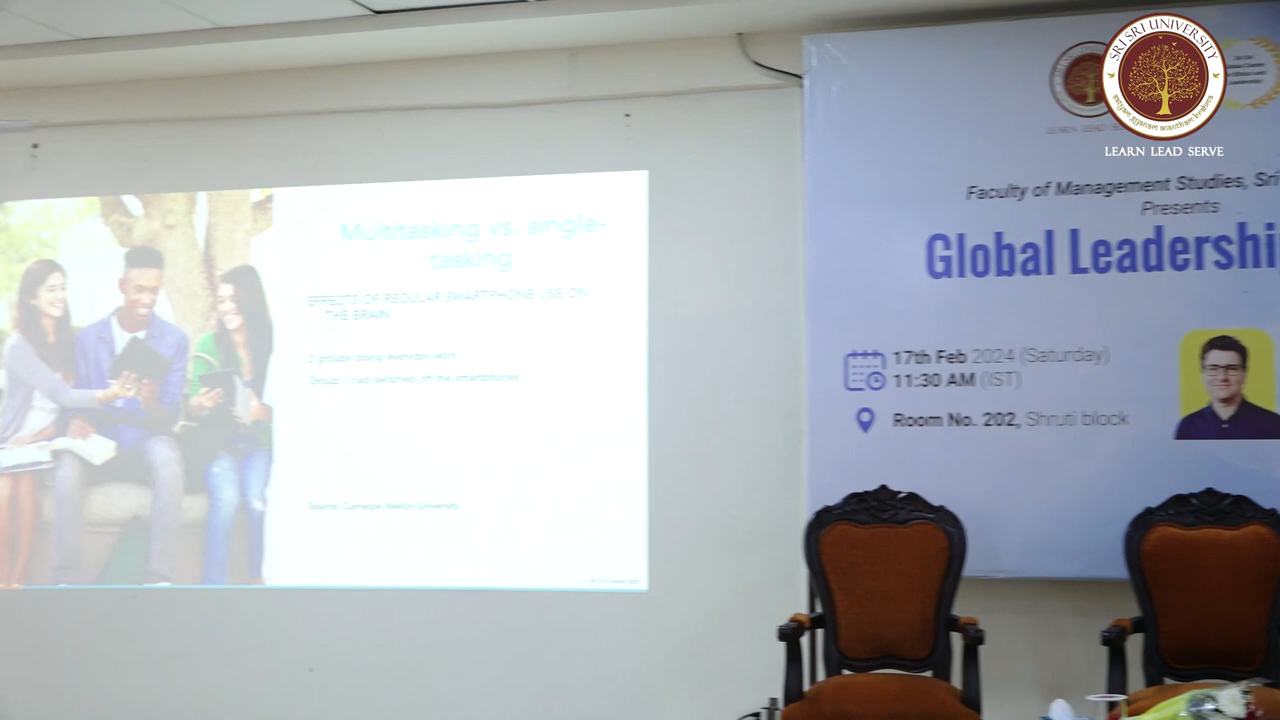 Multitasking vs. single-
tasking
EFFECTS OF REGULAR SMARTPHONE USE ON
THE BRAIN
2 groups doing everyday work:
Group 1 had switched off the smartphones
Source: Carnegie Mellon University
SRI SRI UNIVERSITY
LEARN LEAD SERVE
Faculty of Management Studies, Sri
Presents
Global Leadershi
17th Feb 2024 (Saturday)
11:30 AM (IST)
Room No. 202, Shruti block